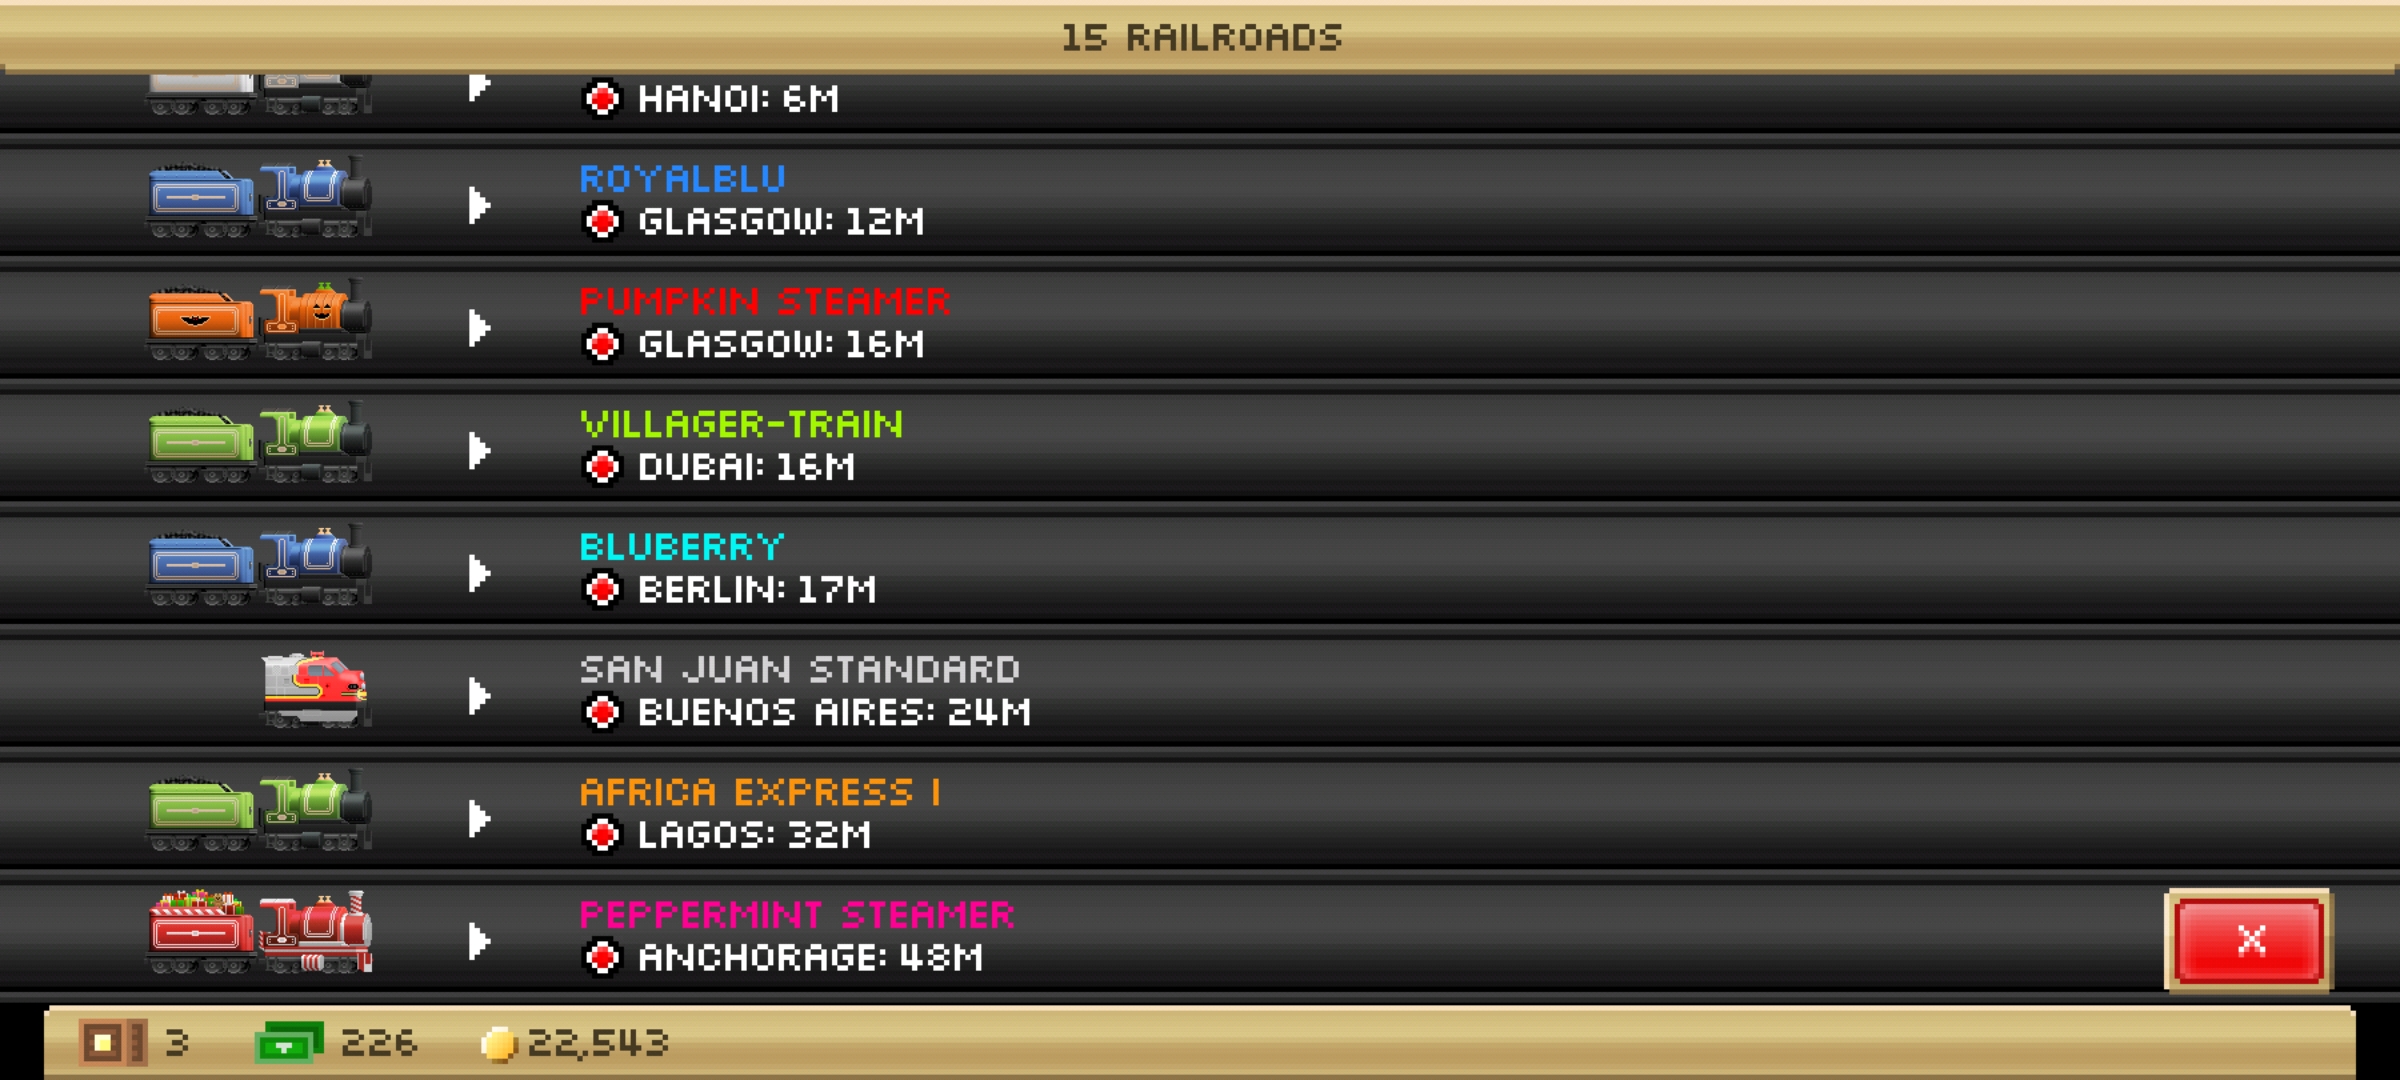 15 RAILROADS
HANOI: 6M
ROYALBLU
GLASGOW: 12M
PUMPKIN STEAMER
GLASGOW: 16M
VILLAGER-TRAIN
DUBAI: 16M
BLUBERRY
BERLIN: 17M
SAN JUAN STANDARD
BUENOS AIRES: 24M
AFRICA EXPRESS I
LAGOS: 32M
PEPPERMINT STEAMER
ANCHORAGE: 48M
X
3 226 22,543